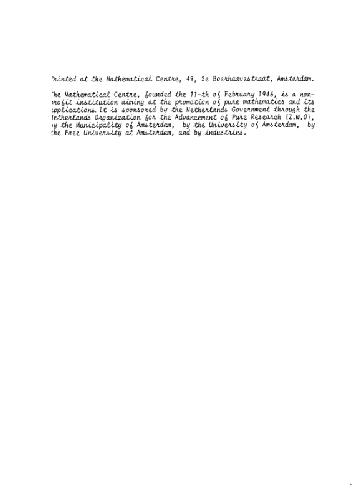 Printed at the Mathematical Centre, 49, 2e Boerhaavestraat, Amsterdam.
The Mathematical Centre, founded the 11-th of February 1946, is a non-
profit institution aiming at the promotion of pure mathematics and its
applications. It is sponsored by the Netherlands Government through the
Netherlands Organization for the Advancement of Pure Research (Z.W.O),
by the Municipality of Amsterdam, by the University of Amsterdam, by
the Free University at Amsterdam, and by industries.